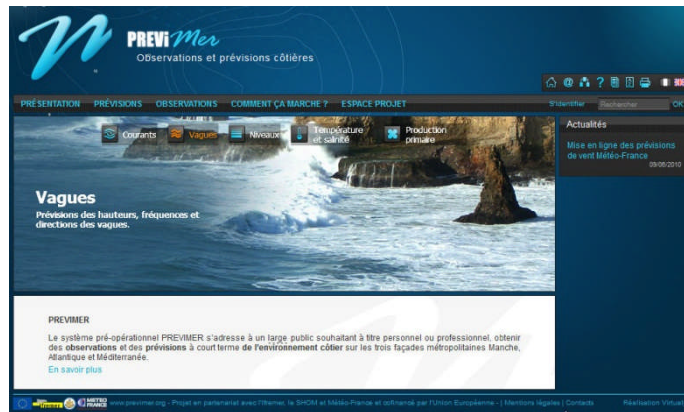 PREViMer
Observations et prévisions côtières
PRÉSENTATION PRÉVISIONS OBSERVATIONS COMMENT ÇA MARCHE ? ESPACE PROJET
S'identifier Rechercher OK
Courants Vagues Niveaux Température et salinité Production primaire
Actualités
Mise en ligne des prévisions
de vent Météo-France
09/06/2010
Vagues
Prévisions des hauteurs, fréquences et
directions des vagues.
PREVIMER
Le système pré-opérationnel PREVIMER s'adresse à un large public souhaitant à titre personnel ou professionnel, obtenir
des observations et des prévisions à court terme de l'environnement côtier sur les trois façades métropolitaines Manche,
Atlantique et Méditerranée.
En savoir plus
Ifremer METEO FRANCE www.previmer.org - Projet en partenariat avec l'Ifremer, le SHOM et Météo-France et cofinancé par l'Union Européenne - | Mentions légales | Contacts Réalisation Virtuel